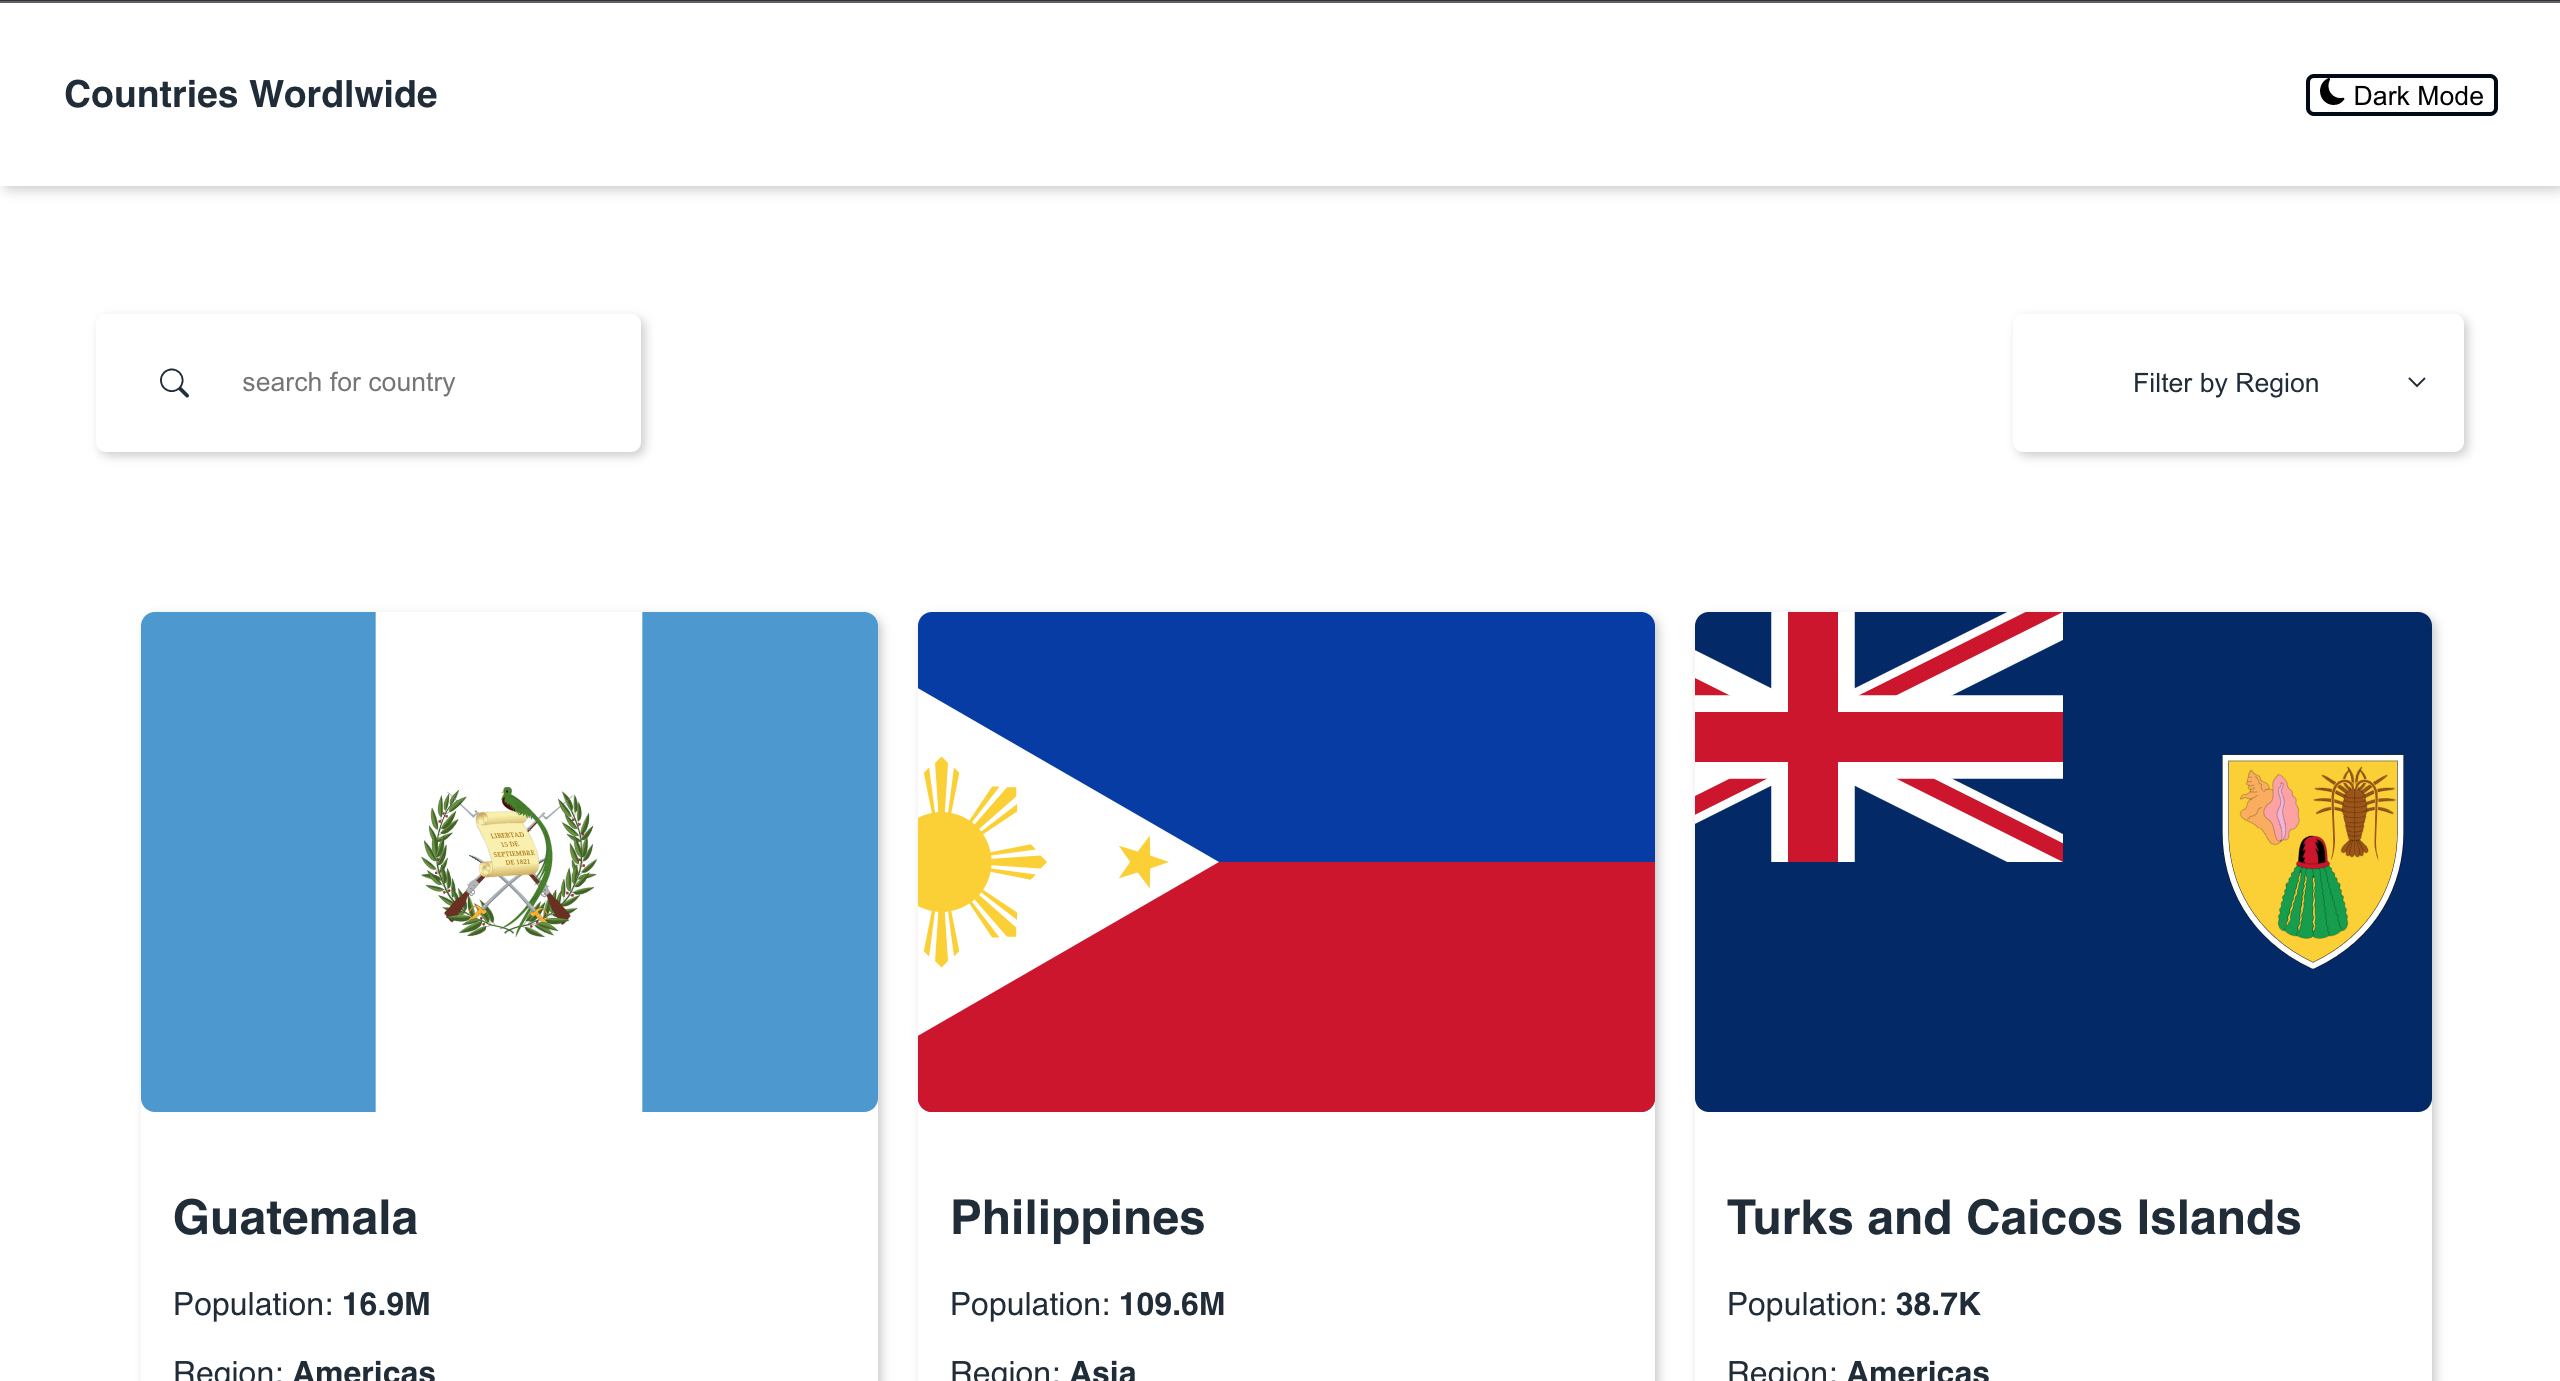 Countries Wordlwide
Dark Mode
search for country
Filter by Region
LIBERTAD
15 DE
SEPTIEMBRE
DE 1821
Guatemala
Population: 16.9M
Region: Americas
Philippines
Population: 109.6M
Region: Asia
Turks and Caicos Islands
Population: 38.7K
Region: Americas